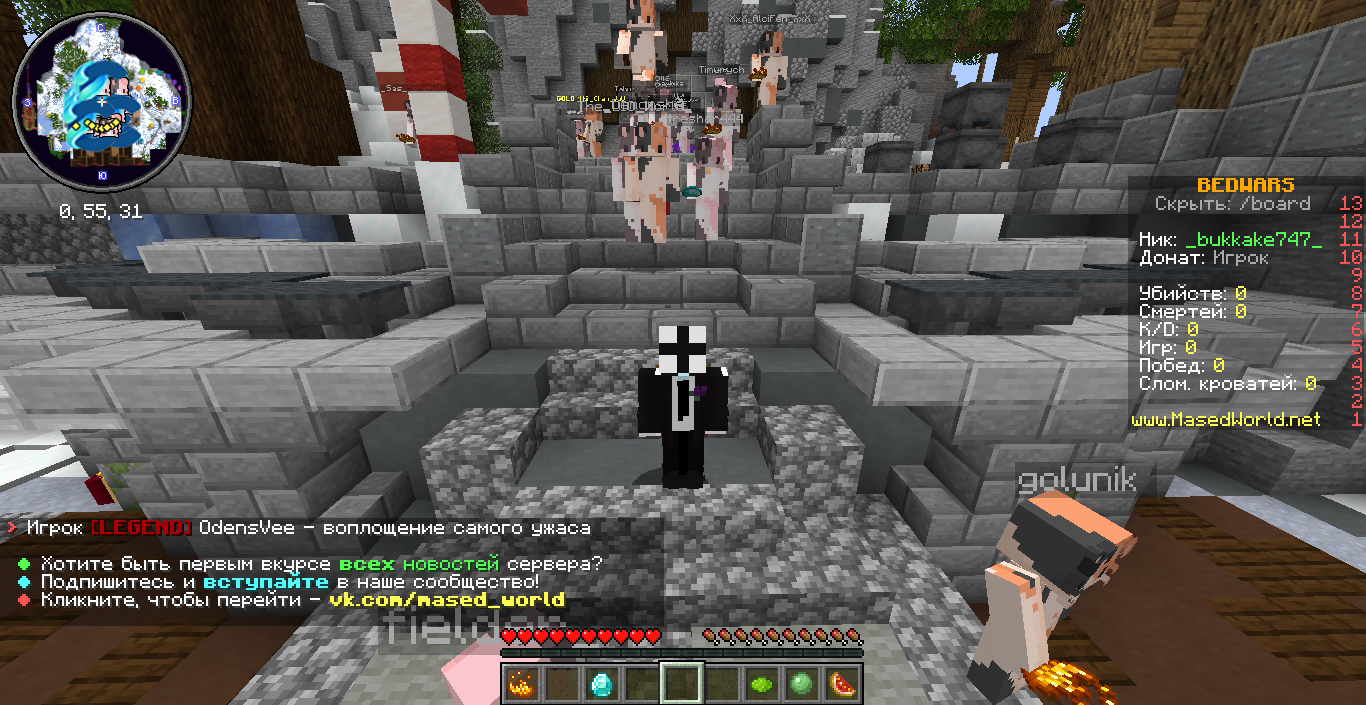 С
З
В
Ю
0, 55, 31
XxX_AlciFen_xxX
Timurych
_Sas_
BEDWARS
Скрыть: /board 13
12
Ник: _bukkake747_ 11
Донат: Игрок 10
9
Убийств: 0 8
Смертей: 0 7
K/D: 0 6
Игр: 0 5
Побед: 0 4
Слом. кроватей: 0 3
2
www.MasedWorld.net 1
golunik
> Игрок [LEGEND] OdensVee – воплощение самого ужаса
Хотите быть первым вкурсе всех новостей сервера?
Подпишитесь и вступайте в наше сообщество!
Кликните, чтобы перейти – vk.com/mased_world